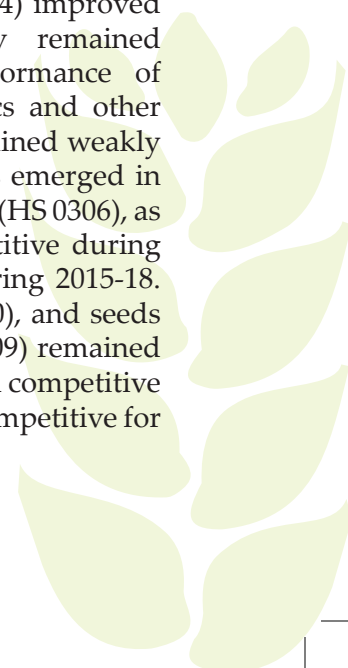 4) improved
remained
ormance of
s and other
ined weakly
emerged in
(HS 0306), as
titive during
ring 2015-18.
0), and seeds
09) remained
competitive
mpetitive for